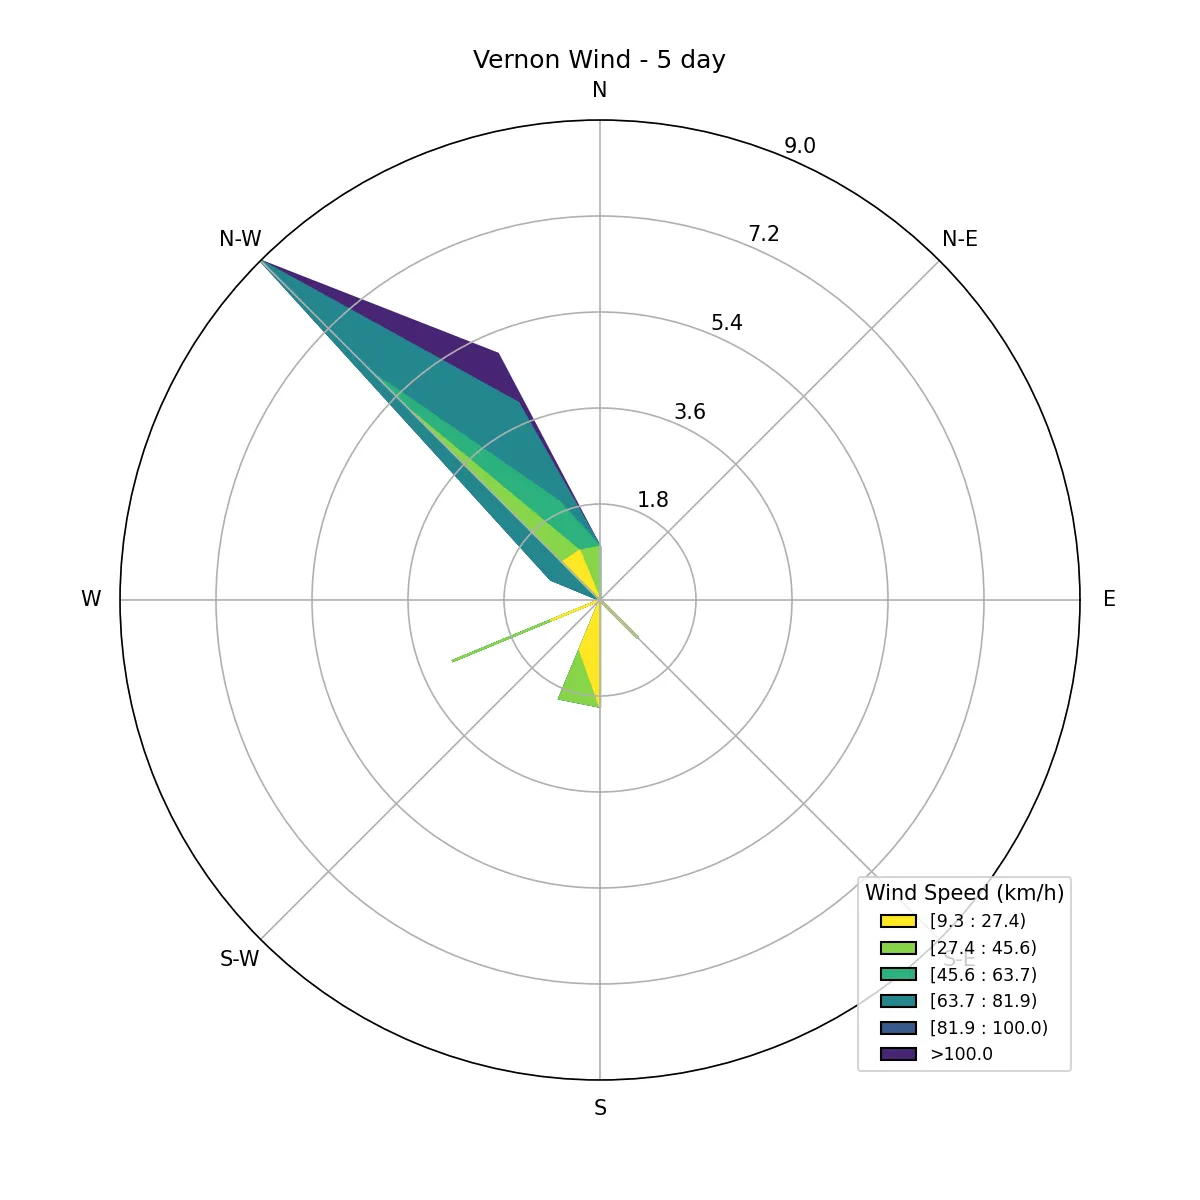 Vernon Wind - 5 day
N
9.0
N-W
7.2
N-E
5.4
3.6
1.8
W
E
S-W
S-E
S
Wind Speed (km/h)
[9.3 : 27.4)
[27.4 : 45.6)
[45.6 : 63.7)
[63.7 : 81.9)
[81.9 : 100.0)
>100.0